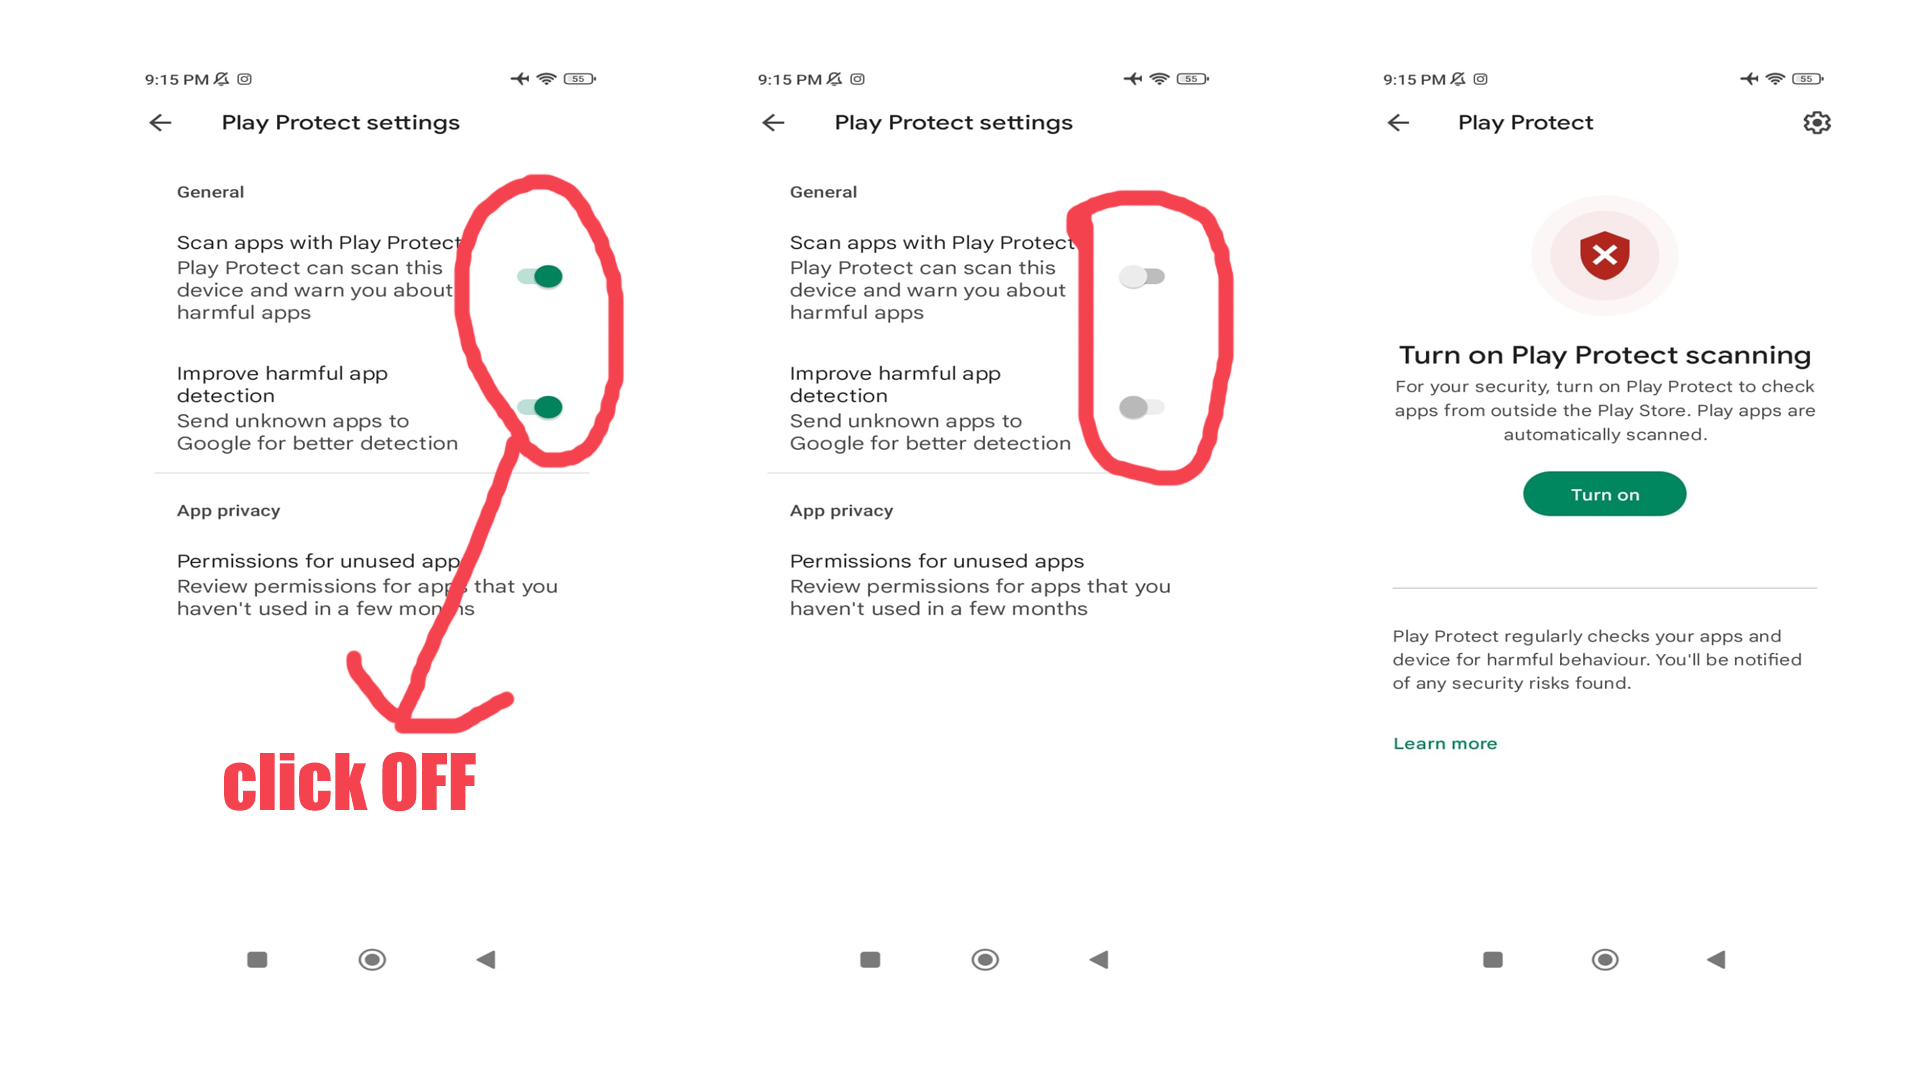 9:15 PM
55
Play Protect settings
General
Scan apps with Play Protect
Play Protect can scan this
device and warn you about
harmful apps
Improve harmful app
detection
Send unknown apps to
Google for better detection
App privacy
Permissions for unused app
Review permissions for apps that you
haven't used in a few months
click OFF
9:15 PM
55
Play Protect settings
General
Scan apps with Play Protect
Play Protect can scan this
device and warn you about
harmful apps
Improve harmful app
detection
Send unknown apps to
Google for better detection
App privacy
Permissions for unused apps
Review permissions for apps that you
haven't used in a few months
9:15 PM
55
Play Protect
Turn on Play Protect scanning
For your security, turn on Play Protect to check
apps from outside the Play Store. Play apps are
automatically scanned.
Turn on
Play Protect regularly checks your apps and
device for harmful behaviour. You'll be notified
of any security risks found.
Learn more